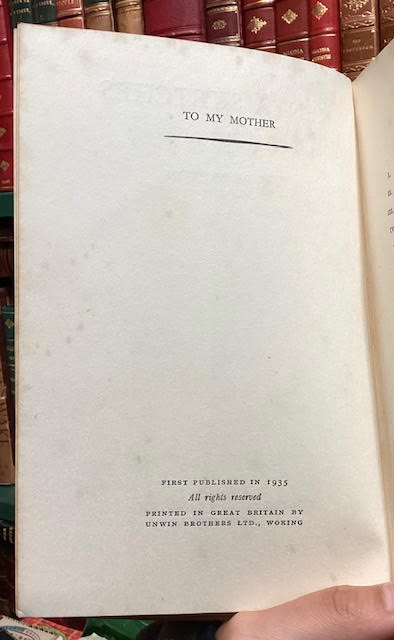 TO MY MOTHER
FIRST PUBLISHED IN 1935
All rights reserved
PRINTED IN GREAT BRITAIN BY
UNWIN BROTHERS LTD., WOKING